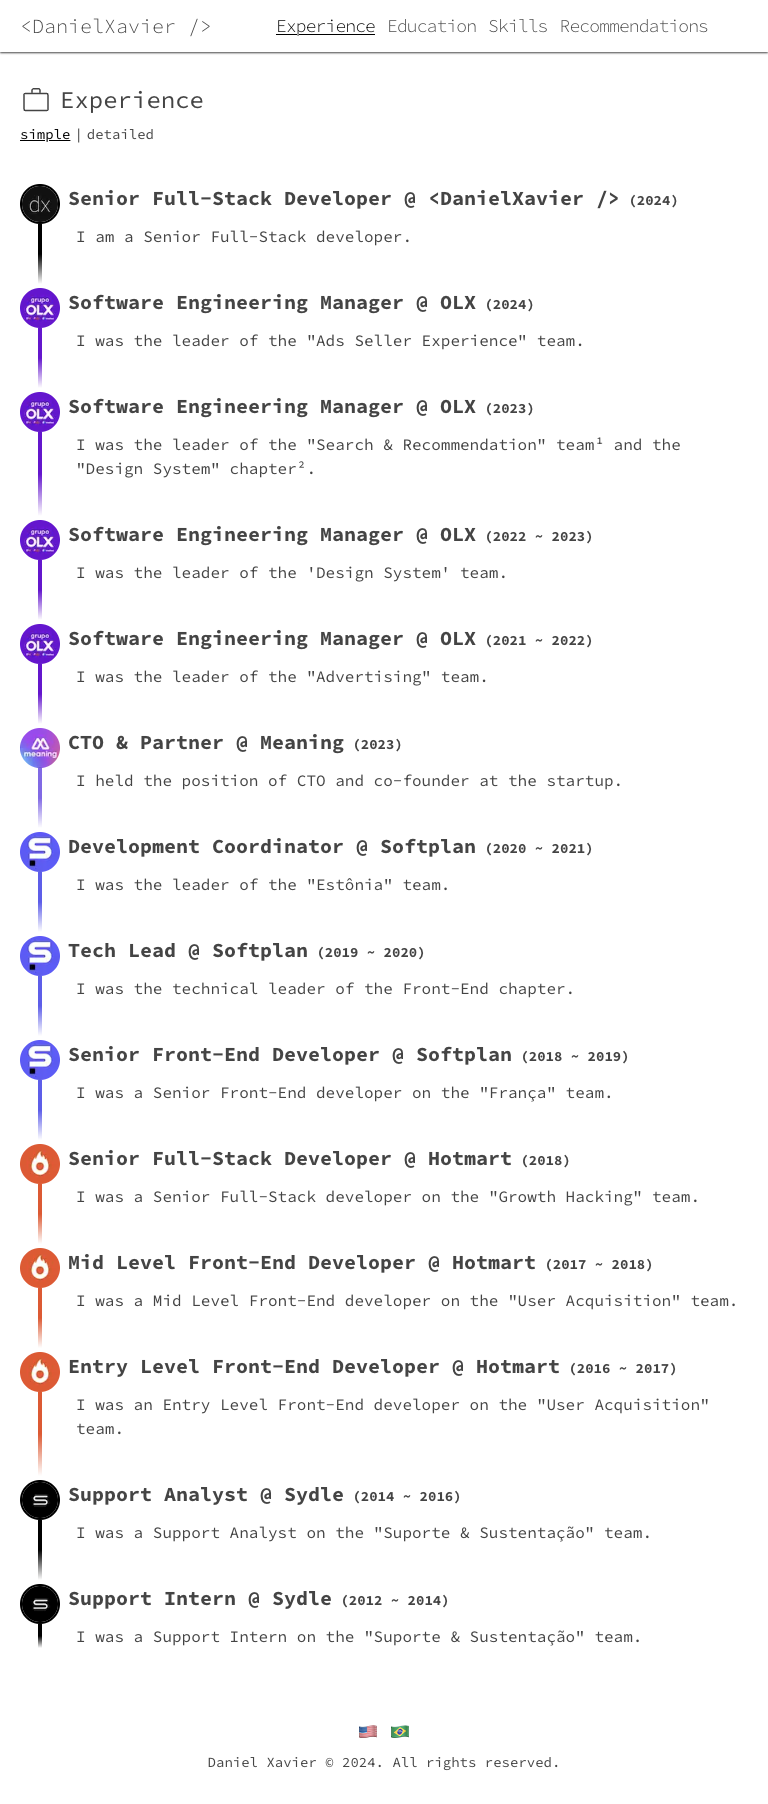 <DanielXavier />
Experience Education Skills Recommendations
Experience
simple | detailed
dx
Senior Full-Stack Developer @ <DanielXavier /> (2024)
I am a Senior Full-Stack developer.
grupo
OLX
Software Engineering Manager @ OLX (2024)
I was the leader of the "Ads Seller Experience" team.
grupo
OLX
Software Engineering Manager @ OLX (2023)
I was the leader of the "Search & Recommendation" team¹ and the
"Design System" chapter².
grupo
OLX
Software Engineering Manager @ OLX (2022 ~ 2023)
I was the leader of the 'Design System' team.
grupo
OLX
Software Engineering Manager @ OLX (2021 ~ 2022)
I was the leader of the "Advertising" team.
meaning
CTO & Partner @ Meaning (2023)
I held the position of CTO and co-founder at the startup.
Development Coordinator @ Softplan (2020 ~ 2021)
I was the leader of the "Estônia" team.
Tech Lead @ Softplan (2019 ~ 2020)
I was the technical leader of the Front-End chapter.
Senior Front-End Developer @ Softplan (2018 ~ 2019)
I was a Senior Front-End developer on the "França" team.
Senior Full-Stack Developer @ Hotmart (2018)
I was a Senior Full-Stack developer on the "Growth Hacking" team.
Mid Level Front-End Developer @ Hotmart (2017 ~ 2018)
I was a Mid Level Front-End developer on the "User Acquisition" team.
Entry Level Front-End Developer @ Hotmart (2016 ~ 2017)
I was an Entry Level Front-End developer on the "User Acquisition"
team.
Support Analyst @ Sydle (2014 ~ 2016)
I was a Support Analyst on the "Suporte & Sustentação" team.
Support Intern @ Sydle (2012 ~ 2014)
I was a Support Intern on the "Suporte & Sustentação" team.
Daniel Xavier © 2024. All rights reserved.